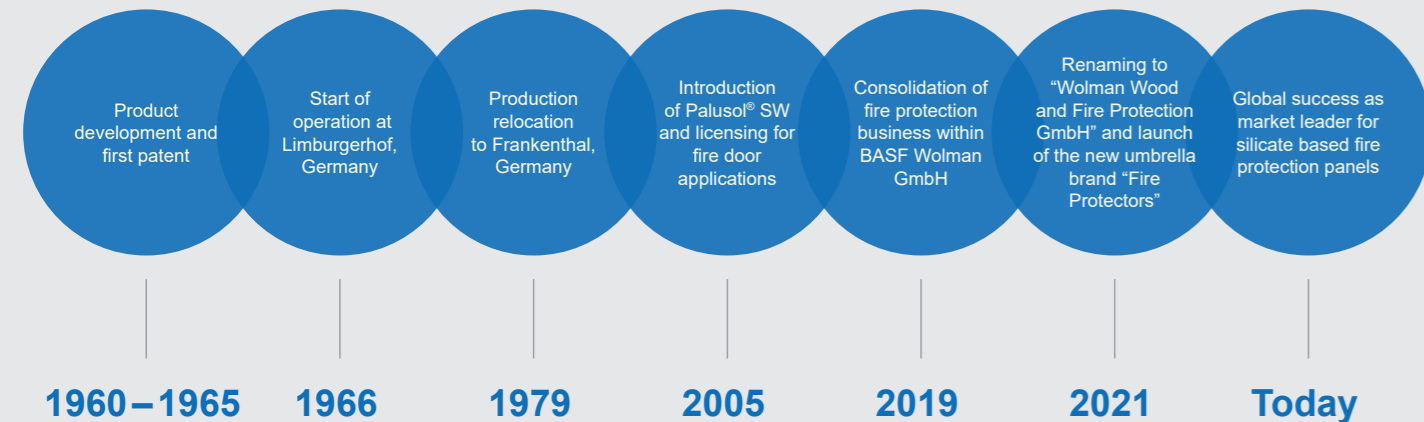 Product
development and
first patent
Start of
operation at
Limburgerhof,
Germany
Production
relocation
to Frankenthal,
Germany
Introduction
of Palusol® SW
and licensing for
fire door
applications
Consolidation of
fire protection
business within
BASF Wolman
GmbH
Renaming to
“Wolman Wood
and Fire Protection
GmbH” and launch
of the new umbrella
brand “Fire
Protectors”
Global success as
market leader for
silicate based fire
protection panels
1960 – 1965
1966
1979
2005
2019
2021
Today